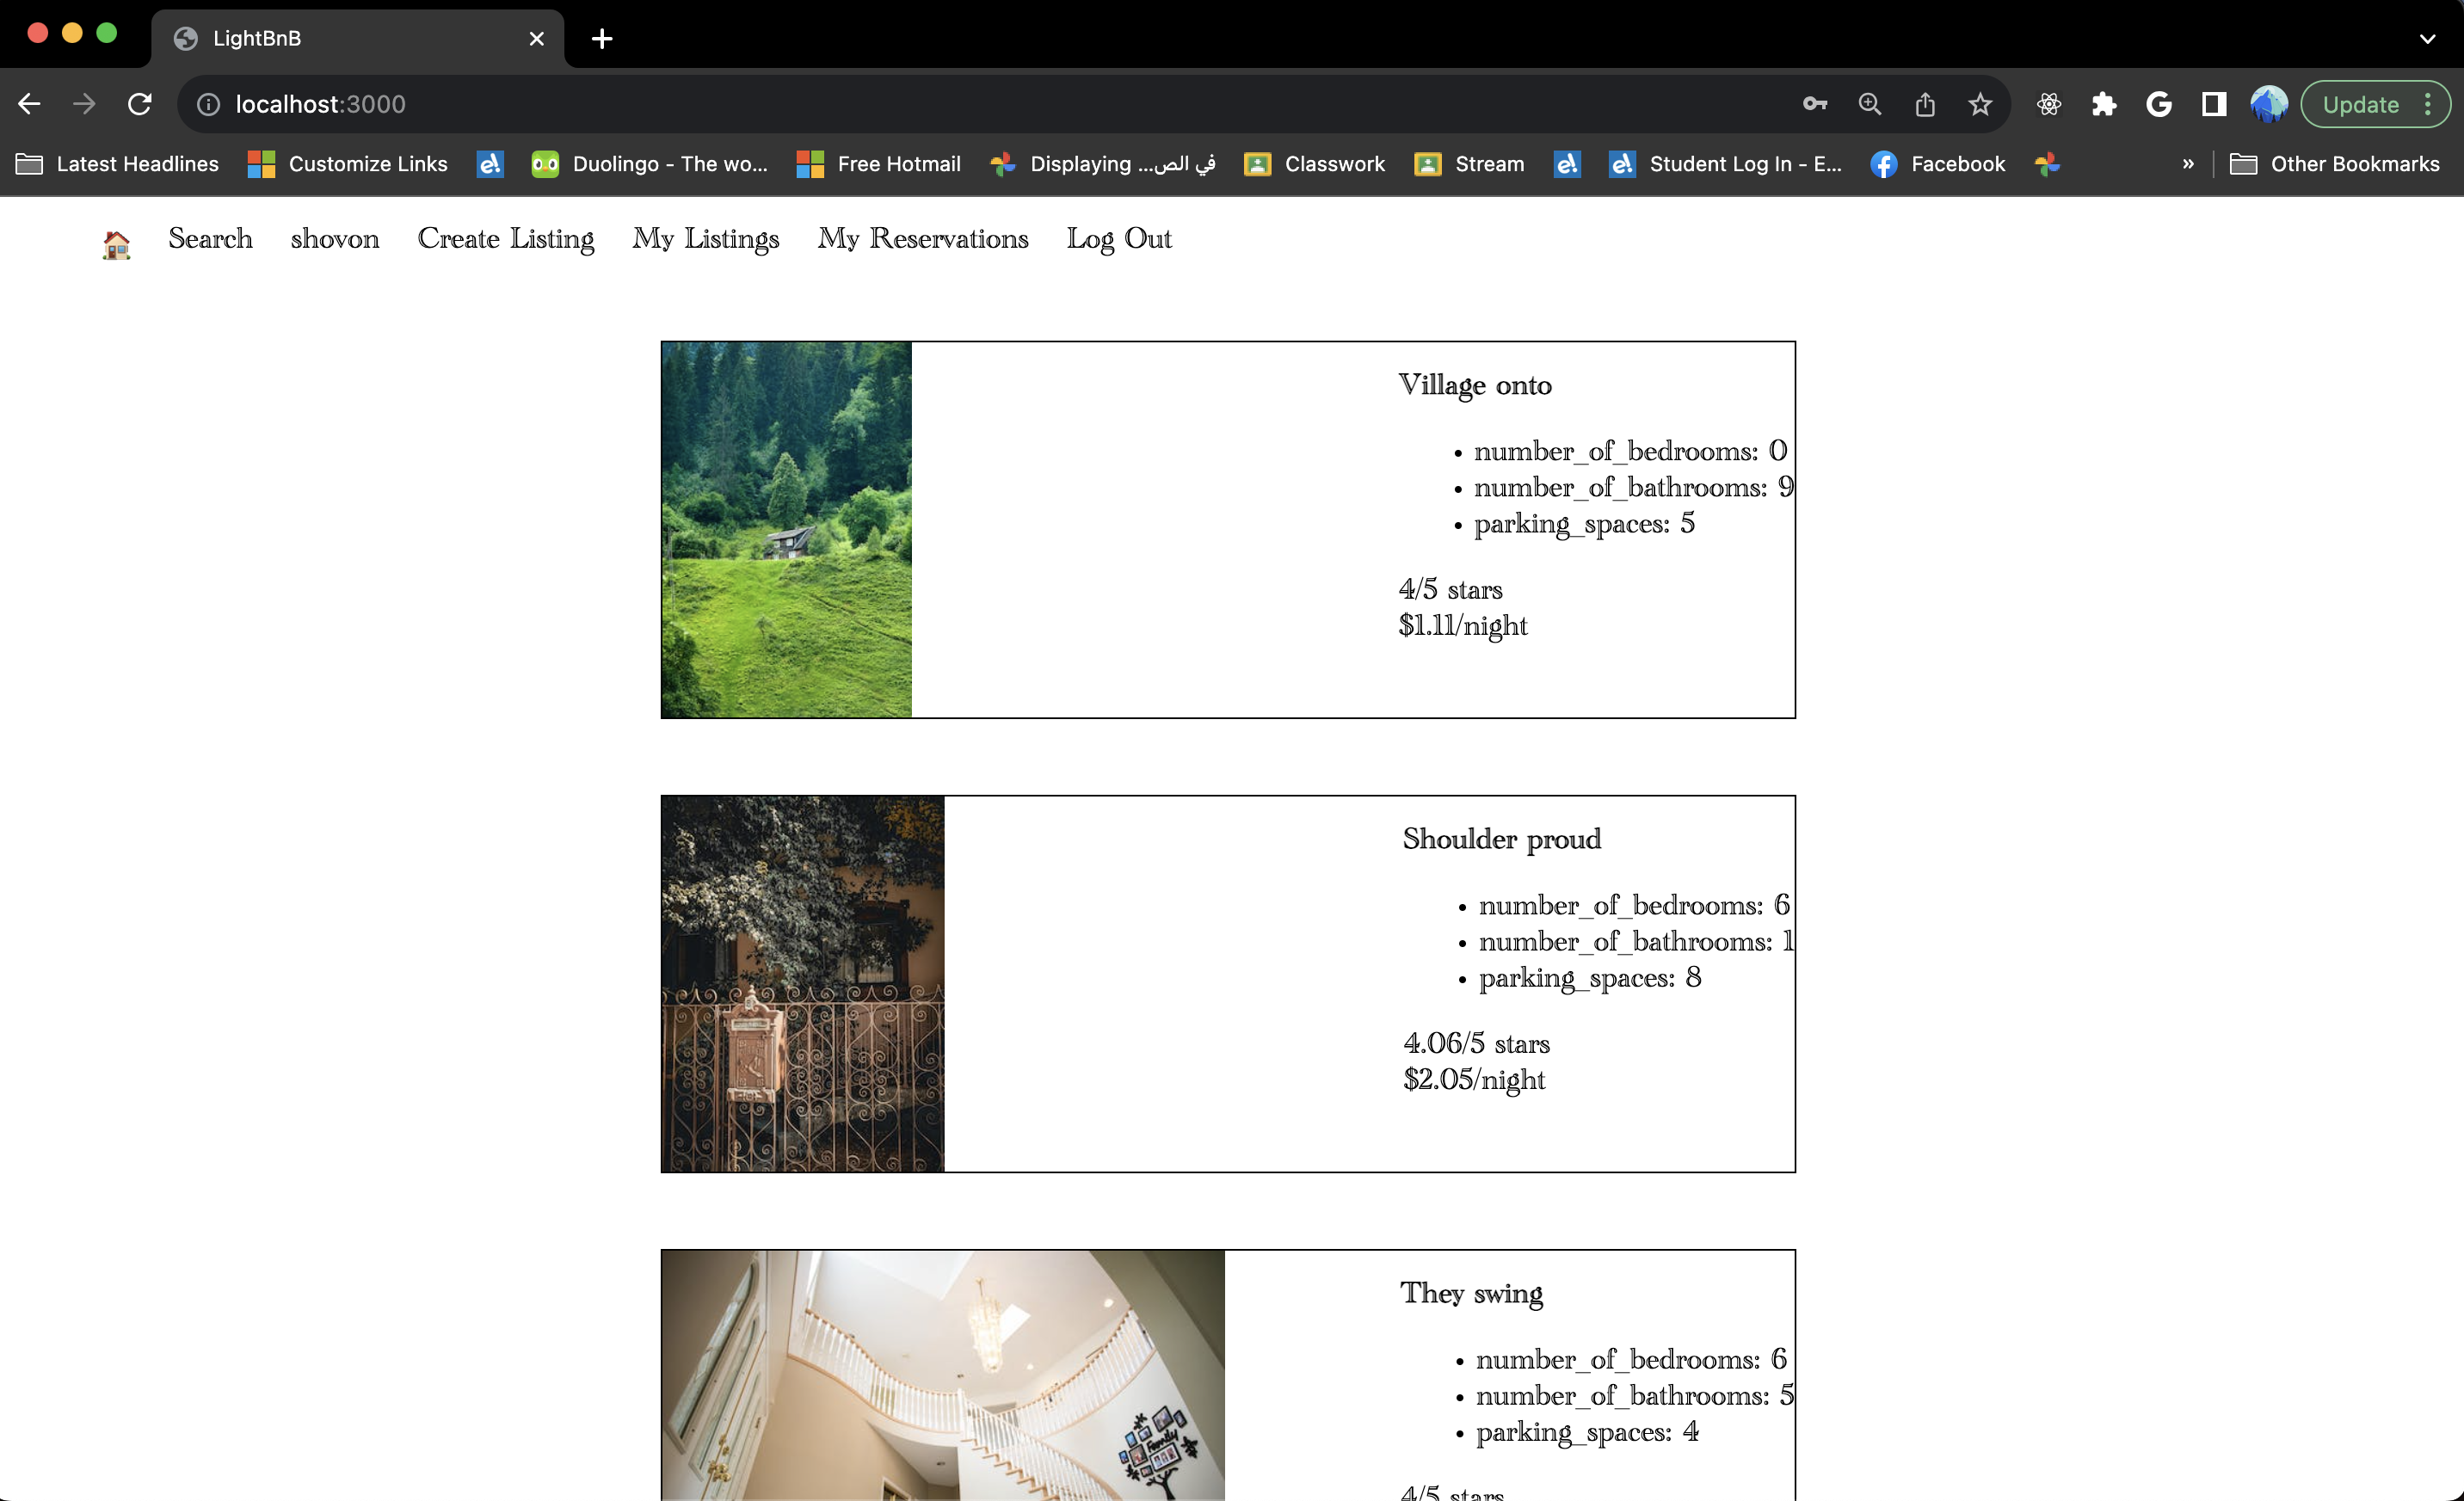 LightBnB
localhost:3000
Update
Latest Headlines
Customize Links
Duolingo - The wo...
Free Hotmail
Displaying ...في الص
Classwork
Stream
Student Log In - E...
Facebook
»
Other Bookmarks
Search
shovon
Create Listing
My Listings
My Reservations
Log Out
Village onto
• number_of_bedrooms: 0
• number_of_bathrooms: 9
• parking_spaces: 5
4/5 stars
$1.11/night
Shoulder proud
• number_of_bedrooms: 6
• number_of_bathrooms: 1
• parking_spaces: 8
4.06/5 stars
$2.05/night
They swing
• number_of_bedrooms: 6
• number_of_bathrooms: 5
• parking_spaces: 4
4/5 stars
Family